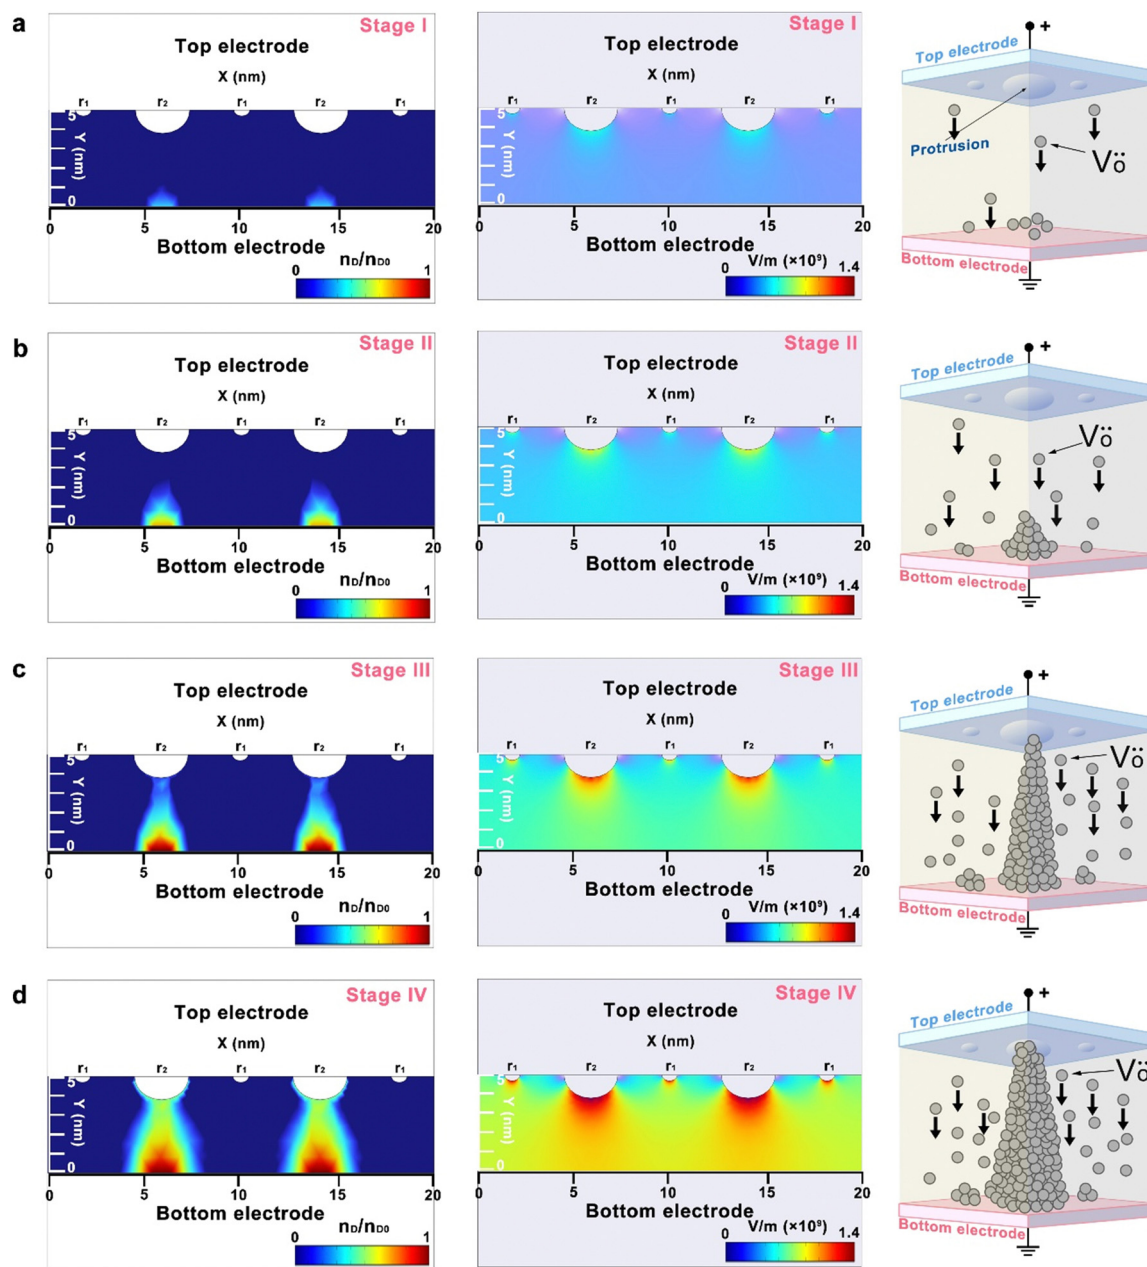 a
Stage I
Top electrode
X (nm)
r₁ r₂ r₁ r₂ r₁
5
Y (nm)
0
0 5 10 15 20
Bottom electrode
n_D/n_D0
0 1
Stage I
Top electrode
X (nm)
r₁ r₂ r₁ r₂ r₁
5
Y (nm)
0
0 5 10 15 20
Bottom electrode
V/m (×10⁹)
0 1.4
+
Top electrode
Protrusion
Vö
Bottom electrode
b
Stage II
Top electrode
X (nm)
r₁ r₂ r₁ r₂ r₁
5
Y (nm)
0
0 5 10 15 20
Bottom electrode
n_D/n_D0
0 1
Stage II
Top electrode
X (nm)
r₁ r₂ r₁ r₂ r₁
5
Y (nm)
0
0 5 10 15 20
Bottom electrode
V/m (×10⁹)
0 1.4
+
Top electrode
Vö
Bottom electrode
c
Stage III
Top electrode
X (nm)
r₁ r₂ r₁ r₂ r₁
5
Y (nm)
0
0 5 10 15 20
Bottom electrode
n_D/n_D0
0 1
Stage III
Top electrode
X (nm)
r₁ r₂ r₁ r₂ r₁
5
Y (nm)
0
0 5 10 15 20
Bottom electrode
V/m (×10⁹)
0 1.4
+
Top electrode
Vö
Bottom electrode
d
Stage IV
Top electrode
X (nm)
r₁ r₂ r₁ r₂ r₁
5
Y (nm)
0
0 5 10 15 20
Bottom electrode
n_D/n_D0
0 1
Stage IV
Top electrode
X (nm)
r₁ r₂ r₁ r₂ r₁
5
Y (nm)
0
0 5 10 15 20
Bottom electrode
V/m (×10⁹)
0 1.4
+
Top electrode
Vö
Bottom electrode